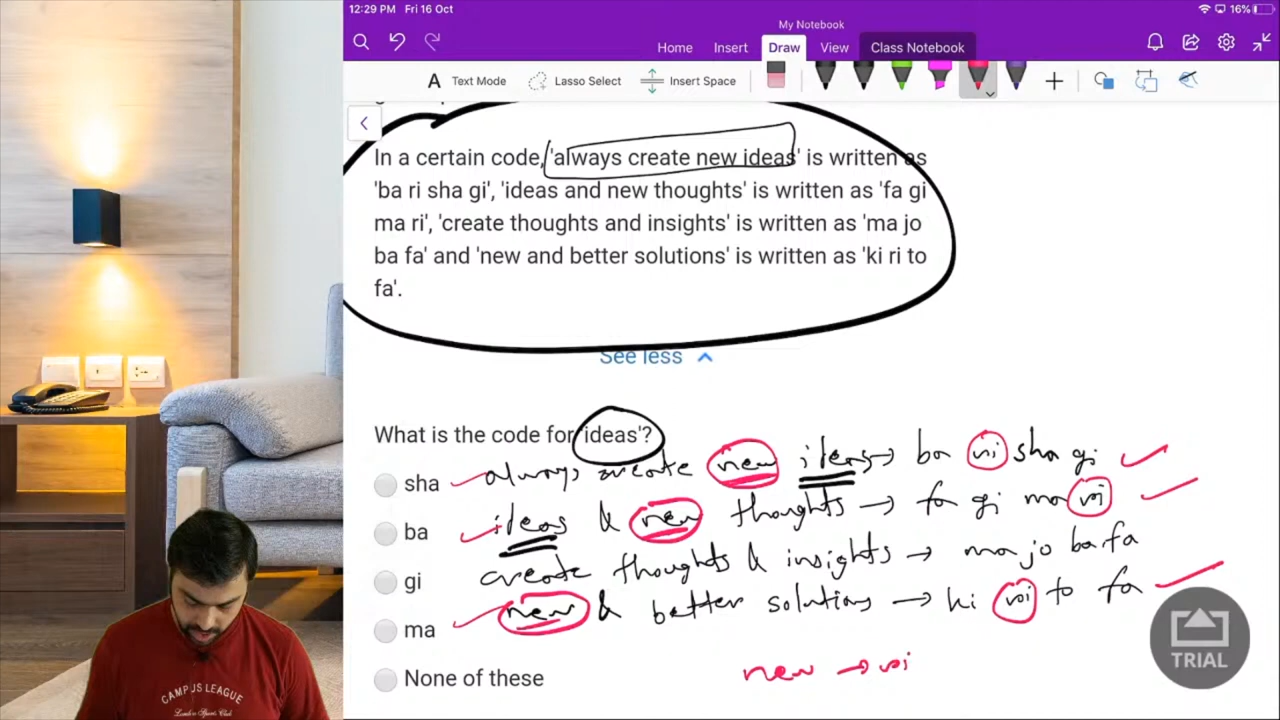 12:29 PM Fri 16 Oct
16%
My Notebook
Home Insert Draw View Class Notebook
A Text Mode Lasso Select Insert Space
In a certain code, 'always create new ideas' is written as
'ba ri sha gi', 'ideas and new thoughts' is written as 'fa gi
ma ri', 'create thoughts and insights' is written as 'ma jo
ba fa' and 'new and better solutions' is written as 'ki ri to
fa'.
See less
What is the code for 'ideas'?
always create new ideas → ba ri sha gi
sha
ideas & new thoughts → fa gi ma ri
ba
create thoughts & insights → ma jo ba fa
gi
new & better solutions → ki ri to fa
ma
new → ri
None of these
CAMPUS LEAGUE
London Sports Club
TRIAL